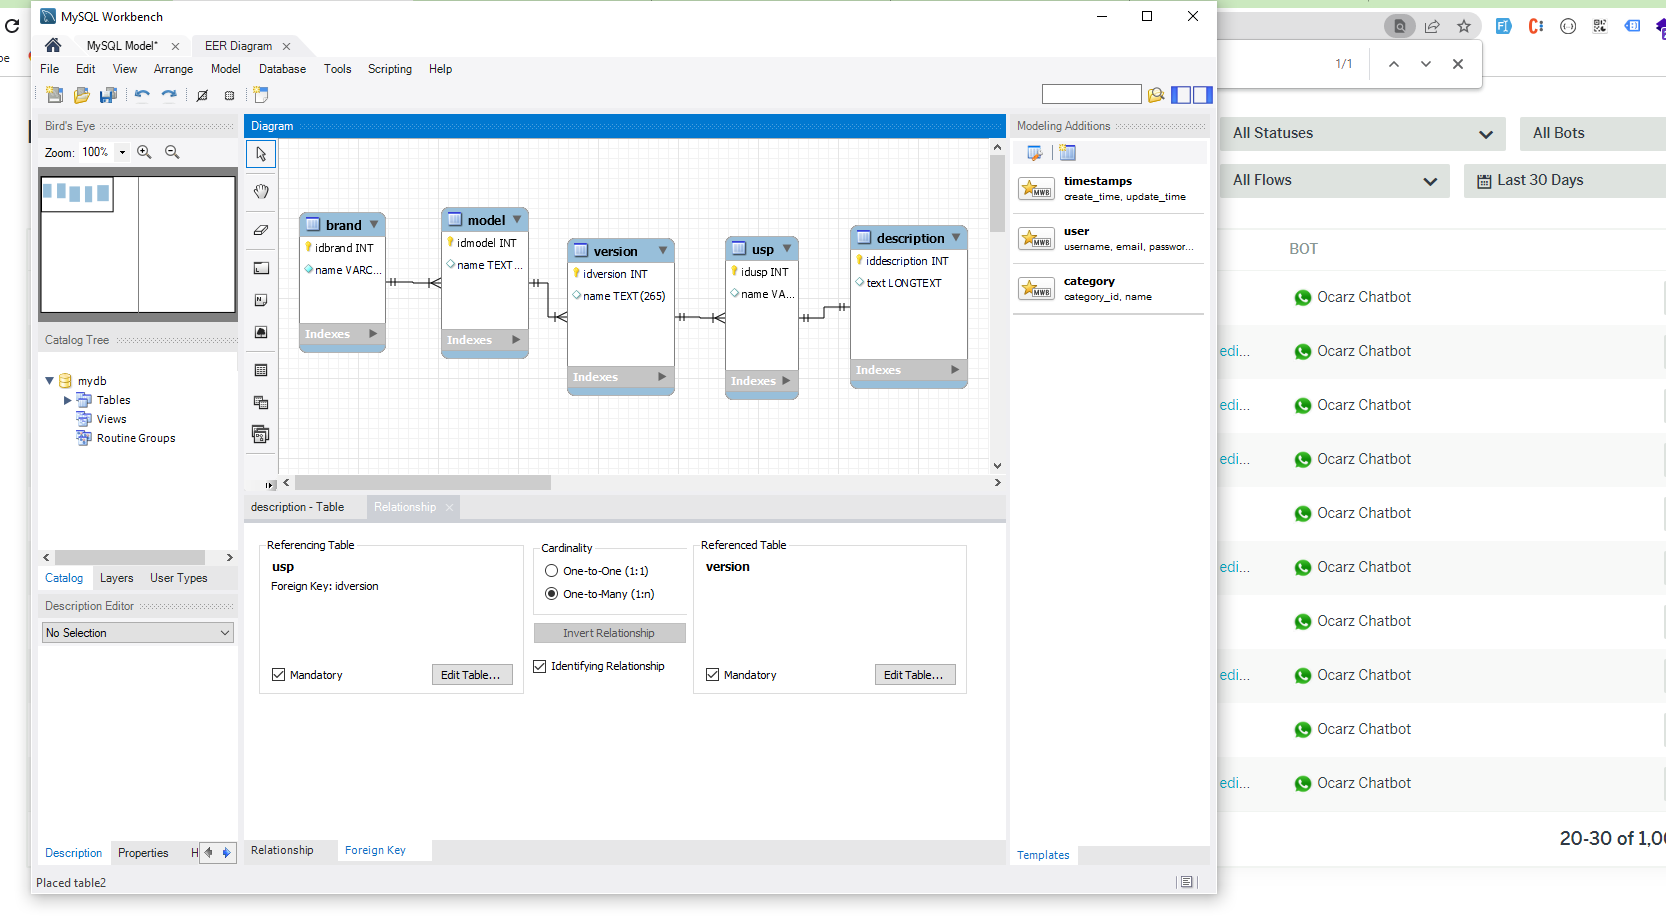 MySQL Workbench
MySQL Model*
EER Diagram
File Edit View Arrange Model Database Tools Scripting Help
Bird's Eye
Zoom: 100%
Diagram
brand
idbrand INT
name VARC...
Indexes
model
idmodel INT
name TEXT...
Indexes
version
idversion INT
name TEXT(265)
Indexes
usp
idusp INT
name VA...
Indexes
description
iddescription INT
text LONGTEXT
Indexes
Modeling Additions
timestamps
create_time, update_time
user
username, email, passwor...
category
category_id, name
Templates
Catalog Tree
mydb
Tables
Views
Routine Groups
Catalog Layers User Types
Description Editor
No Selection
Description Properties H
description - Table
Relationship
Referencing Table
usp
Foreign Key: idversion
Mandatory
Edit Table...
Cardinality
One-to-One (1:1)
One-to-Many (1:n)
Invert Relationship
Identifying Relationship
Referenced Table
version
Mandatory
Edit Table...
Relationship Foreign Key
Placed table2
1/1
All Statuses
All Bots
All Flows
Last 30 Days
BOT
Ocarz Chatbot
edi... Ocarz Chatbot
edi... Ocarz Chatbot
edi... Ocarz Chatbot
Ocarz Chatbot
edi... Ocarz Chatbot
Ocarz Chatbot
edi... Ocarz Chatbot
Ocarz Chatbot
edi... Ocarz Chatbot
20-30 of 1,0